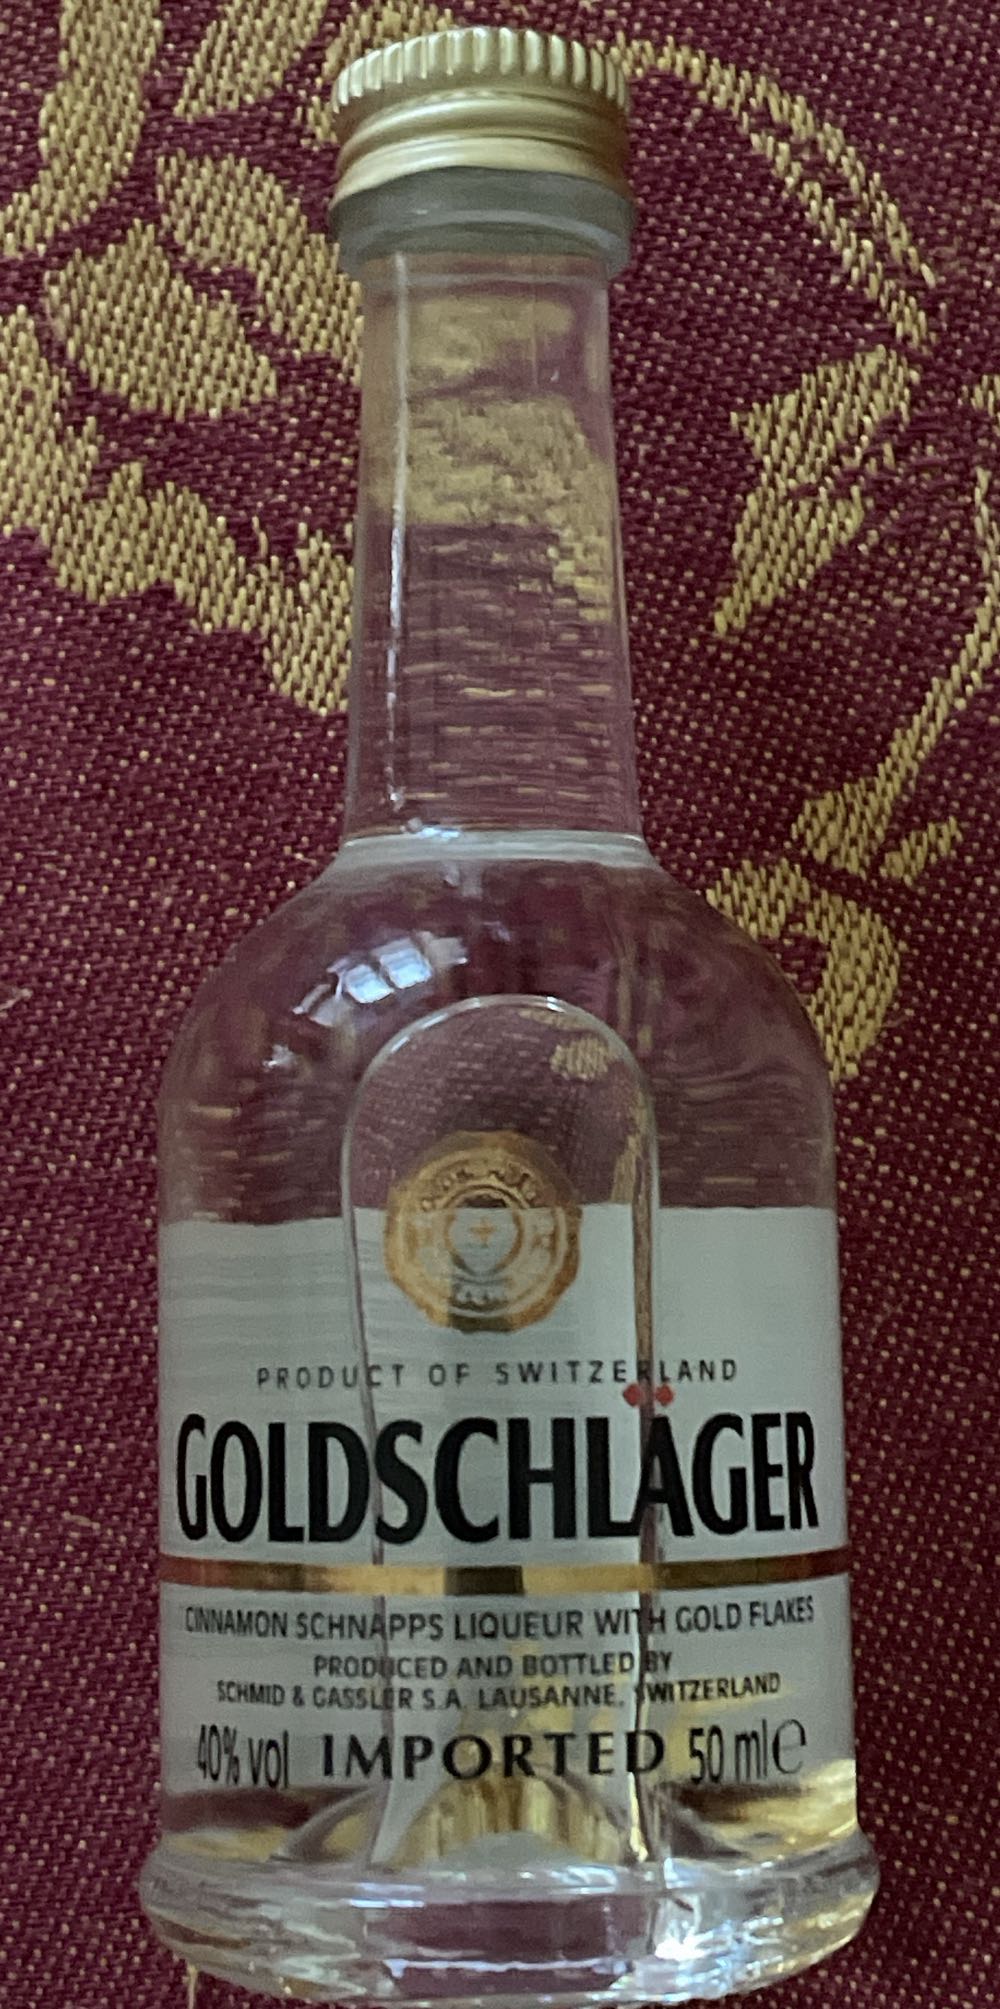 PRODUCT OF SWITZERLAND
GOLDSCHLÄGER
CINNAMON SCHNAPPS LIQUEUR WITH GOLD FLAKES
PRODUCED AND BOTTLED BY
SCHMID & GASSLER S.A. LAUSANNE, SWITZERLAND
40% vol IMPORTED 50 ml ℮